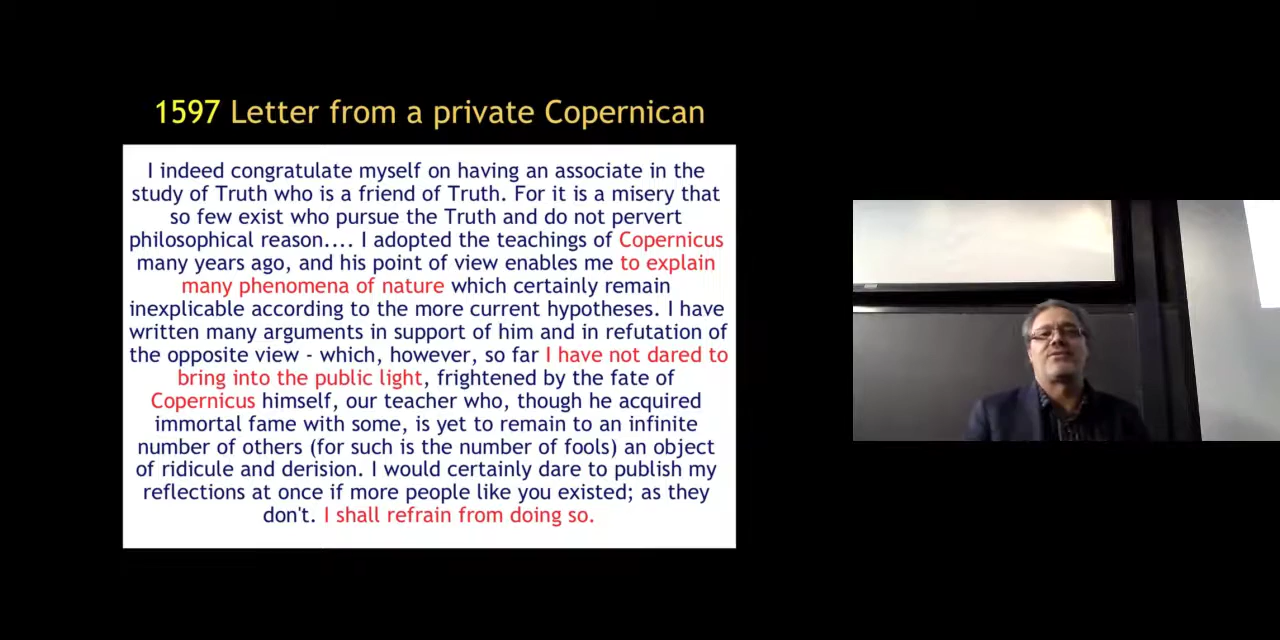 1597 Letter from a private Copernican
I indeed congratulate myself on having an associate in the
study of Truth who is a friend of Truth. For it is a misery that
so few exist who pursue the Truth and do not pervert
philosophical reason.... I adopted the teachings of Copernicus
many years ago, and his point of view enables me to explain
many phenomena of nature which certainly remain
inexplicable according to the more current hypotheses. I have
written many arguments in support of him and in refutation of
the opposite view - which, however, so far I have not dared to
bring into the public light, frightened by the fate of
Copernicus himself, our teacher who, though he acquired
immortal fame with some, is yet to remain to an infinite
number of others (for such is the number of fools) an object
of ridicule and derision. I would certainly dare to publish my
reflections at once if more people like you existed; as they
don't. I shall refrain from doing so.